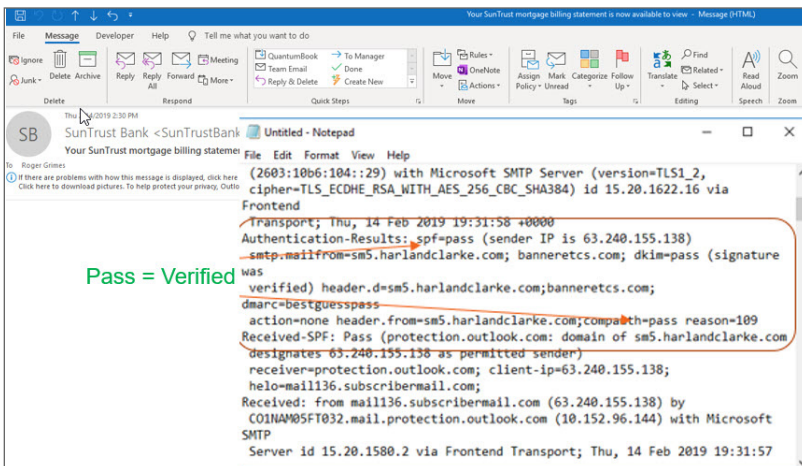 Your SunTrust mortgage billing statement is now available to view - Message (HTML)
File Message Developer Help Tell me what you want to do
Ignore
Junk
Delete Archive
Reply Reply All Forward
Meeting
More
QuantumBook
Team Email
Reply & Delete
To Manager
Done
Create New
Move
Rules
OneNote
Actions
Assign Policy Mark Unread Categorize Follow Up
Translate
Find
Related
Select
Read Aloud
Zoom
Delete Respond Quick Steps Move Tags Editing Speech Zoom
Thu /2019 2:30 PM
SB
SunTrust Bank <SunTrustBank
Your SunTrust mortgage billing stateme
To Roger Grimes
If there are problems with how this message is displayed, click here
Click here to download pictures. To help protect your privacy, Outlo
Pass = Verified
Untitled - Notepad
File Edit Format View Help
(2603:10b6:104::29) with Microsoft SMTP Server (version=TLS1_2,
cipher=TLS_ECDHE_RSA_WITH_AES_256_CBC_SHA384) id 15.20.1622.16 via
Frontend
Transport; Thu, 14 Feb 2019 19:31:58 +0000
Authentication-Results: spf=pass (sender IP is 63.240.155.138)
smtp.mailfrom=sm5.harlandclarke.com; banneretcs.com; dkim=pass (signature
was
verified) header.d=sm5.harlandclarke.com;banneretcs.com;
dmarc=bestguesspass
action=none header.from=sm5.harlandclarke.com;compauth=pass reason=109
Received-SPF: Pass (protection.outlook.com: domain of sm5.harlandclarke.com
designates 63.240.155.138 as permitted sender)
receiver=protection.outlook.com; client-ip=63.240.155.138;
helo=mail136.subscribermail.com;
Received: from mail136.subscribermail.com (63.240.155.138) by
CO1NAM05FT032.mail.protection.outlook.com (10.152.96.144) with Microsoft
SMTP
Server id 15.20.1580.2 via Frontend Transport; Thu, 14 Feb 2019 19:31:57